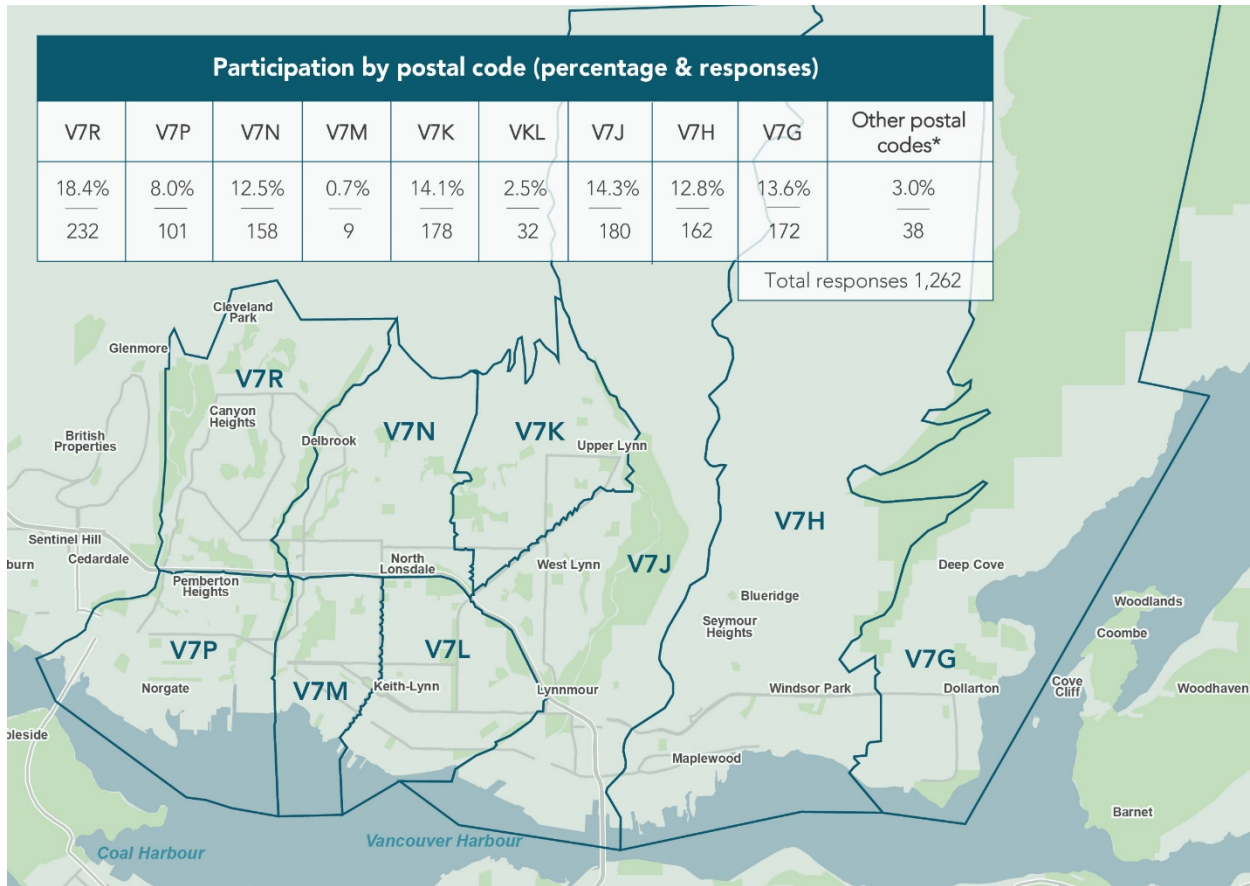 Participation by postal code (percentage & responses)
V7R V7P V7N V7M V7K VKL V7J V7H V7G Other postal codes*
18.4% 8.0% 12.5% 0.7% 14.1% 2.5% 14.3% 12.8% 13.6% 3.0%
232 101 158 9 178 32 180 162 172 38
Total responses 1,262
Cleveland
Park
Glenmore
V7R
Canyon
Heights
British
Properties
Delbrook
V7N
V7K
Upper Lynn
V7H
Sentinel Hill
burn
Cedardale
North
Lonsdale
West Lynn
V7J
Deep Cove
Pemberton
Heights
Blueridge
Woodlands
Seymour
Heights
Coombe
V7P
V7L
V7G
Norgate
V7M
Keith-Lynn
Lynnmour
Windsor Park
Dollarton
Cove
Cliff
Woodhaven
bleside
Maplewood
Barnet
Vancouver Harbour
Coal Harbour